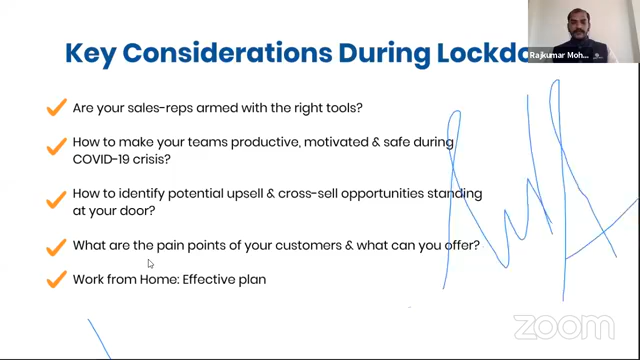 Key Considerations During Lockdo
Rajkumar Moh...
Are your sales-reps armed with the right tools?
How to make your teams productive, motivated & safe during
COVID-19 crisis?
How to identify potential upsell & cross-sell opportunities standing
at your door?
What are the pain points of your customers & what can you offer?
Work from Home: Effective plan
zoom